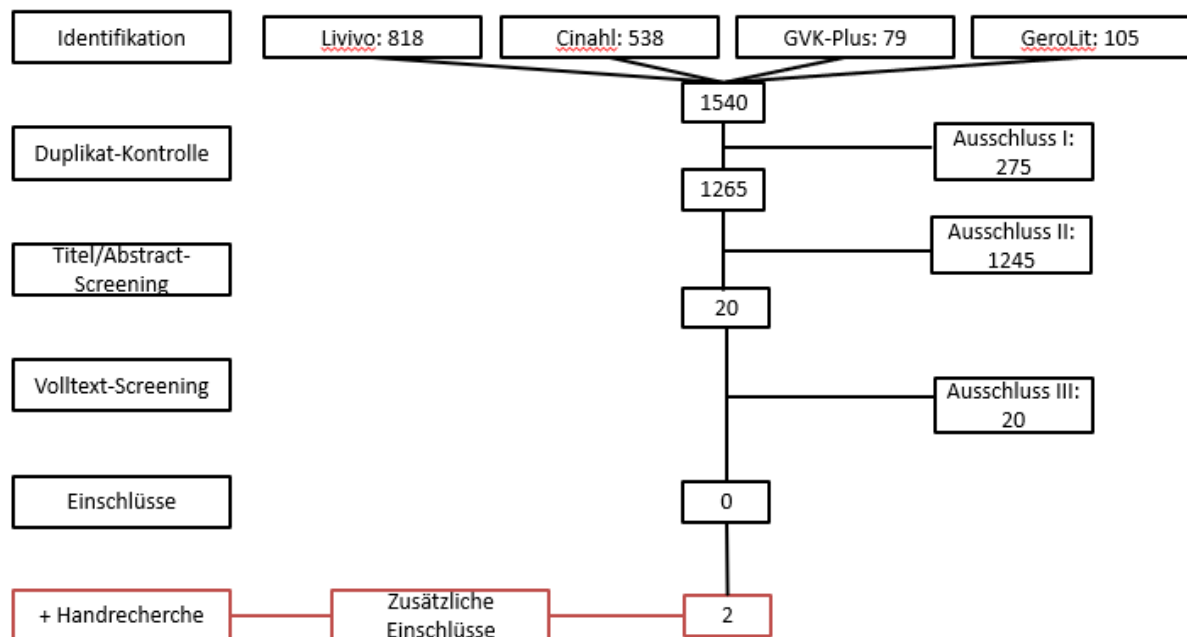 Identifikation
Livivo: 818
Cinahl: 538
GVK-Plus: 79
GeroLit: 105
1540
Duplikat-Kontrolle
Ausschluss I:
275
1265
Titel/Abstract-
Screening
Ausschluss II:
1245
20
Volltext-Screening
Ausschluss III:
20
Einschlüsse
0
+ Handrecherche
Zusätzliche
Einschlüsse
2